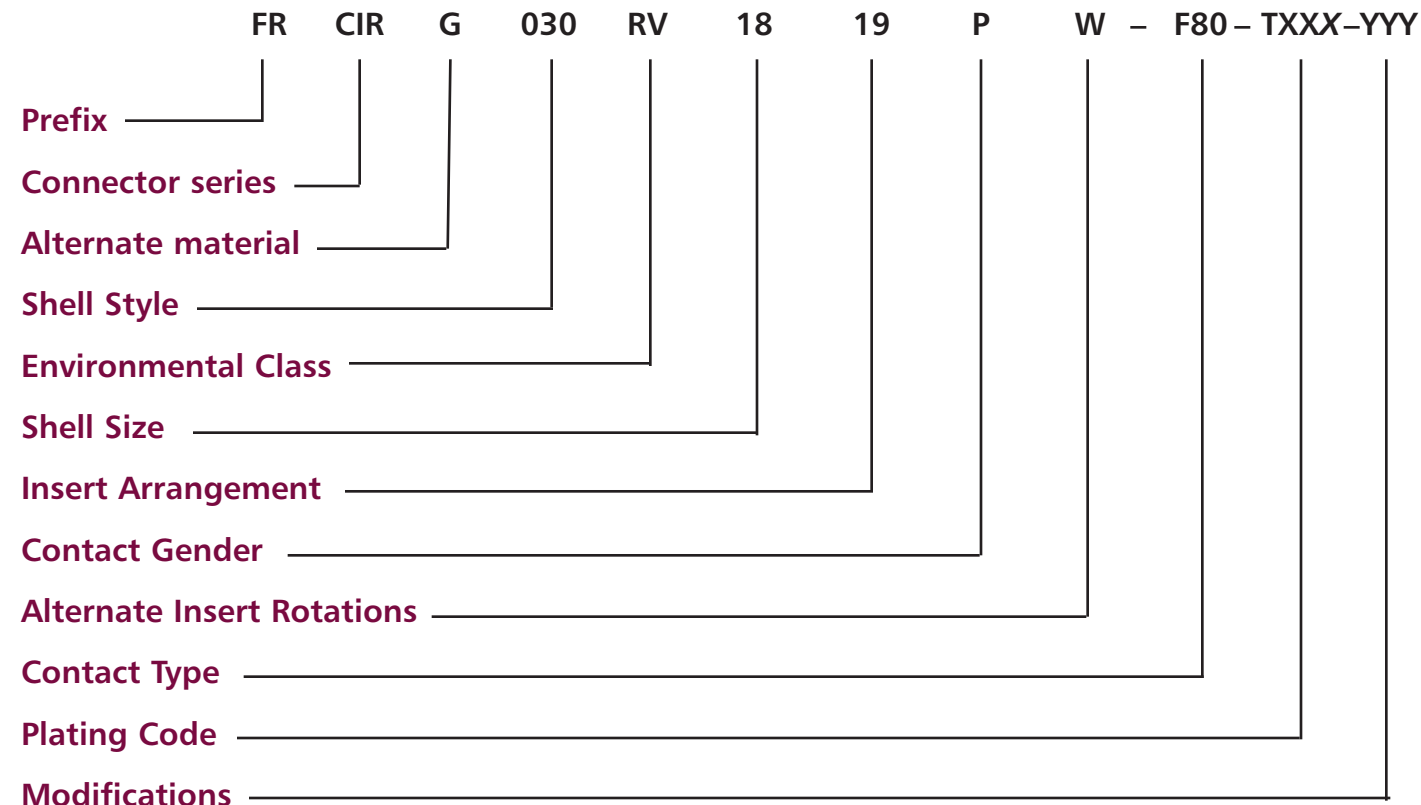 FR CIR G 030 RV 18 19 P W – F80 – TXXX–YYY
Prefix
Connector series
Alternate material
Shell Style
Environmental Class
Shell Size
Insert Arrangement
Contact Gender
Alternate Insert Rotations
Contact Type
Plating Code
Modifications